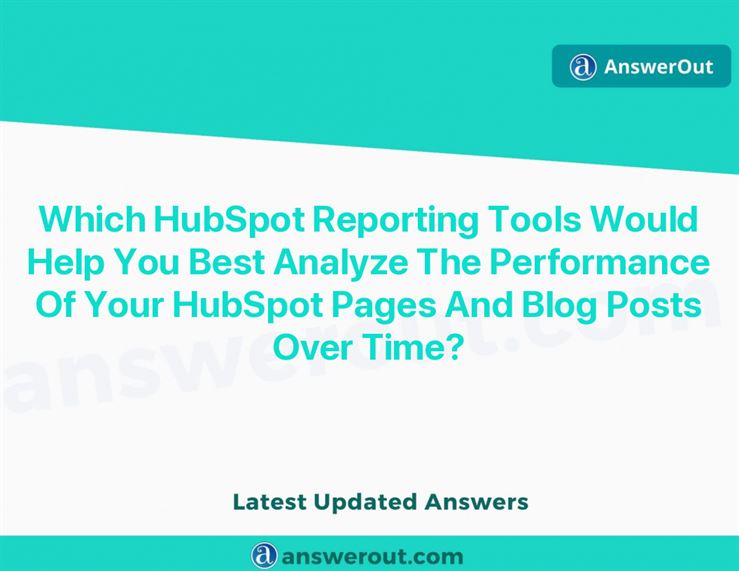 AnswerOut
Which HubSpot Reporting Tools Would
Help You Best Analyze The Performance
Of Your HubSpot Pages And Blog Posts
Over Time?
answerout.com
Latest Updated Answers
answerout.com